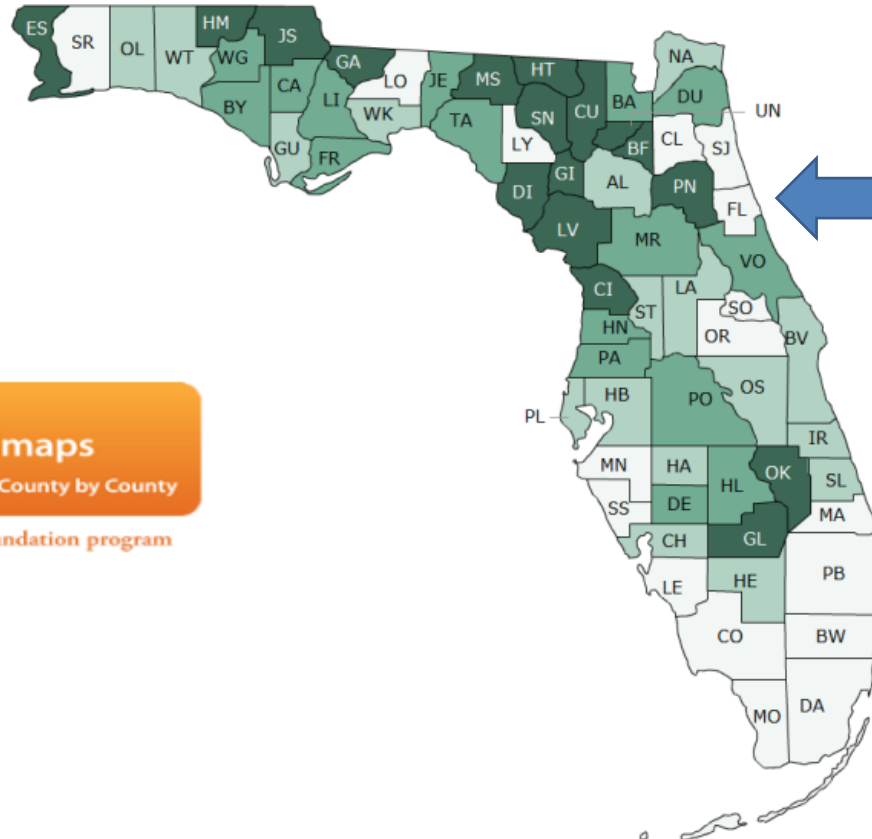 ES
SR
OL
WT
HM
WG
JS
BY
CA
GU
LI
FR
GA
LO
WK
JE
TA
MS
HT
SN
LY
CU
BA
BF
NA
DU
UN
CL
SJ
DI
GI
AL
PN
FL
LV
MR
VO
CI
ST
LA
SO
OR
BV
HN
PA
HB
PO
OS
PL
IR
MN
HA
HL
OK
SL
SS
DE
MA
CH
GL
LE
HE
PB
CO
BW
MO
DA
maps
County by County
undation program